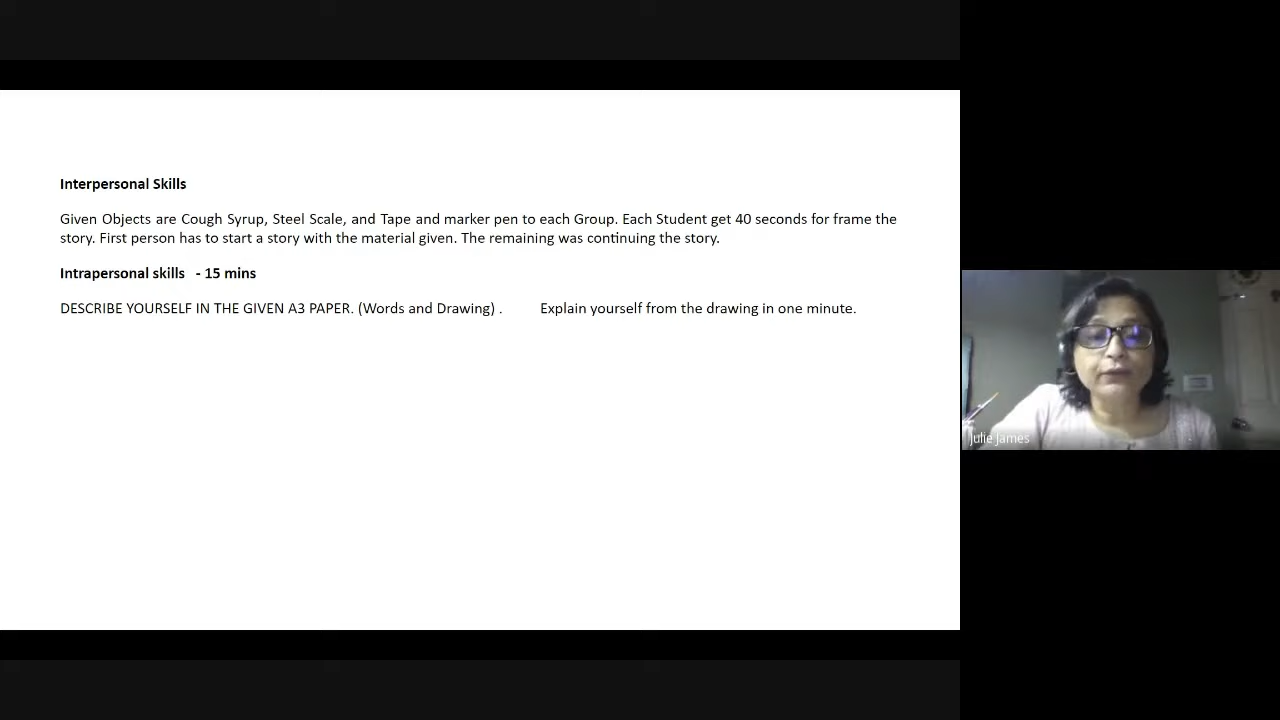 Interpersonal Skills
Given Objects are Cough Syrup, Steel Scale, and Tape and marker pen to each Group. Each Student get 40 seconds for frame the
story. First person has to start a story with the material given. The remaining was continuing the story.
Intrapersonal skills - 15 mins
DESCRIBE YOURSELF IN THE GIVEN A3 PAPER. (Words and Drawing) . Explain yourself from the drawing in one minute.
Julie James